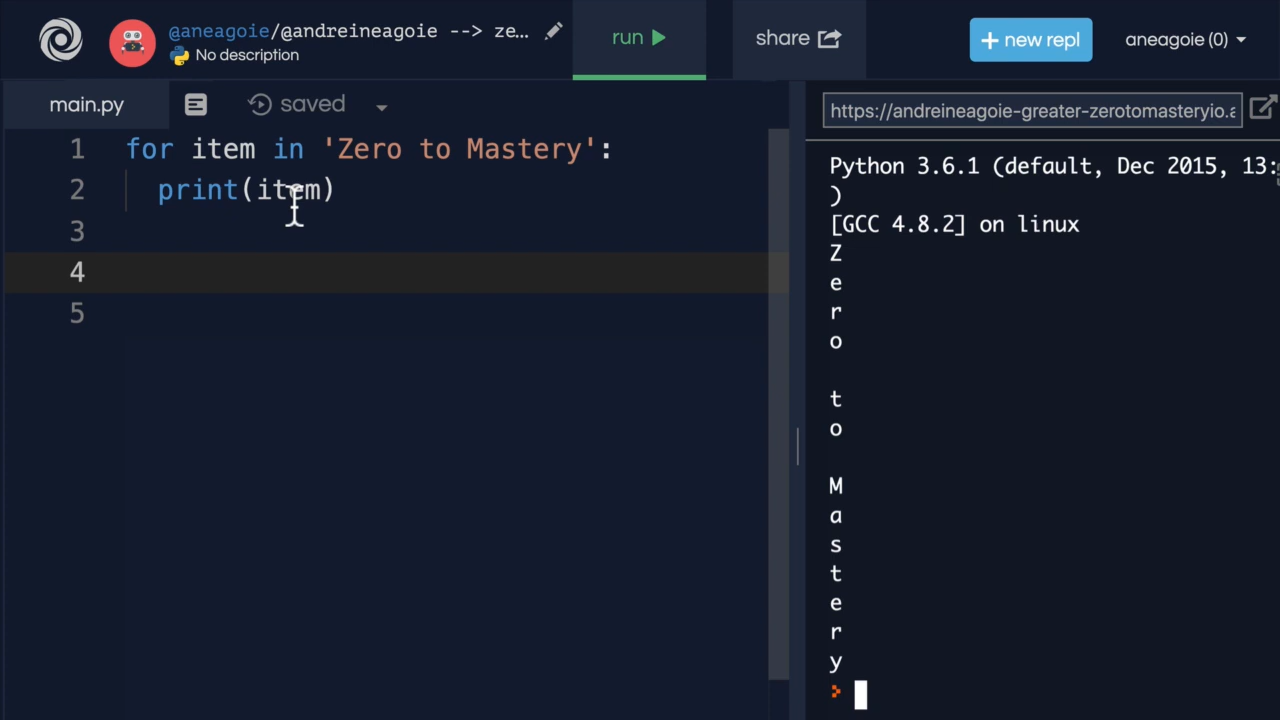 @aneagoie/@andreineagoie --> ze...
No description
run
share
+ new repl
aneagoie (0)
main.py
saved
https://andreineagoie-greater-zerotomasteryio.a
1 for item in 'Zero to Mastery':
2   print(item)
3
4
5
Python 3.6.1 (default, Dec 2015, 13:
)
[GCC 4.8.2] on linux
Z
e
r
o
t
o
M
a
s
t
e
r
y